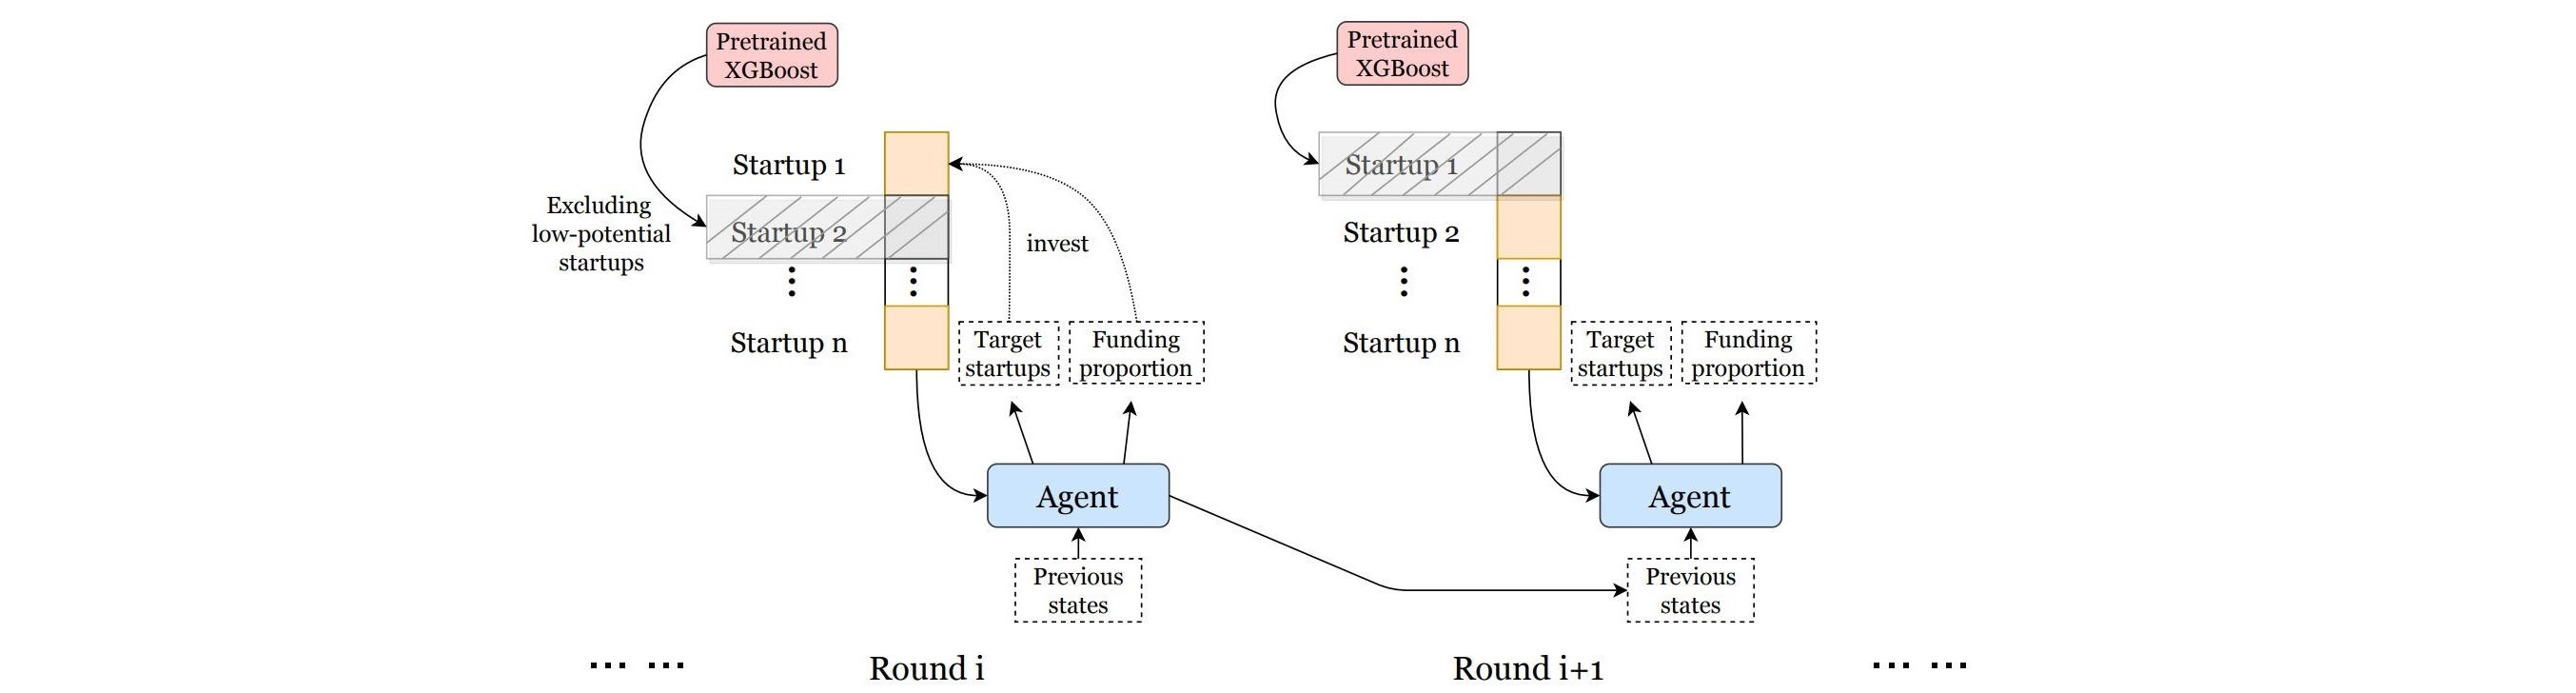 Pretrained
XGBoost
Startup 1
Excluding
low-potential
startups
Startup 2
invest
Startup n
Target
startups
Funding
proportion
Agent
Previous
states
Round i
Pretrained
XGBoost
Startup 1
Startup 2
Startup n
Target
startups
Funding
proportion
Agent
Previous
states
Round i+1